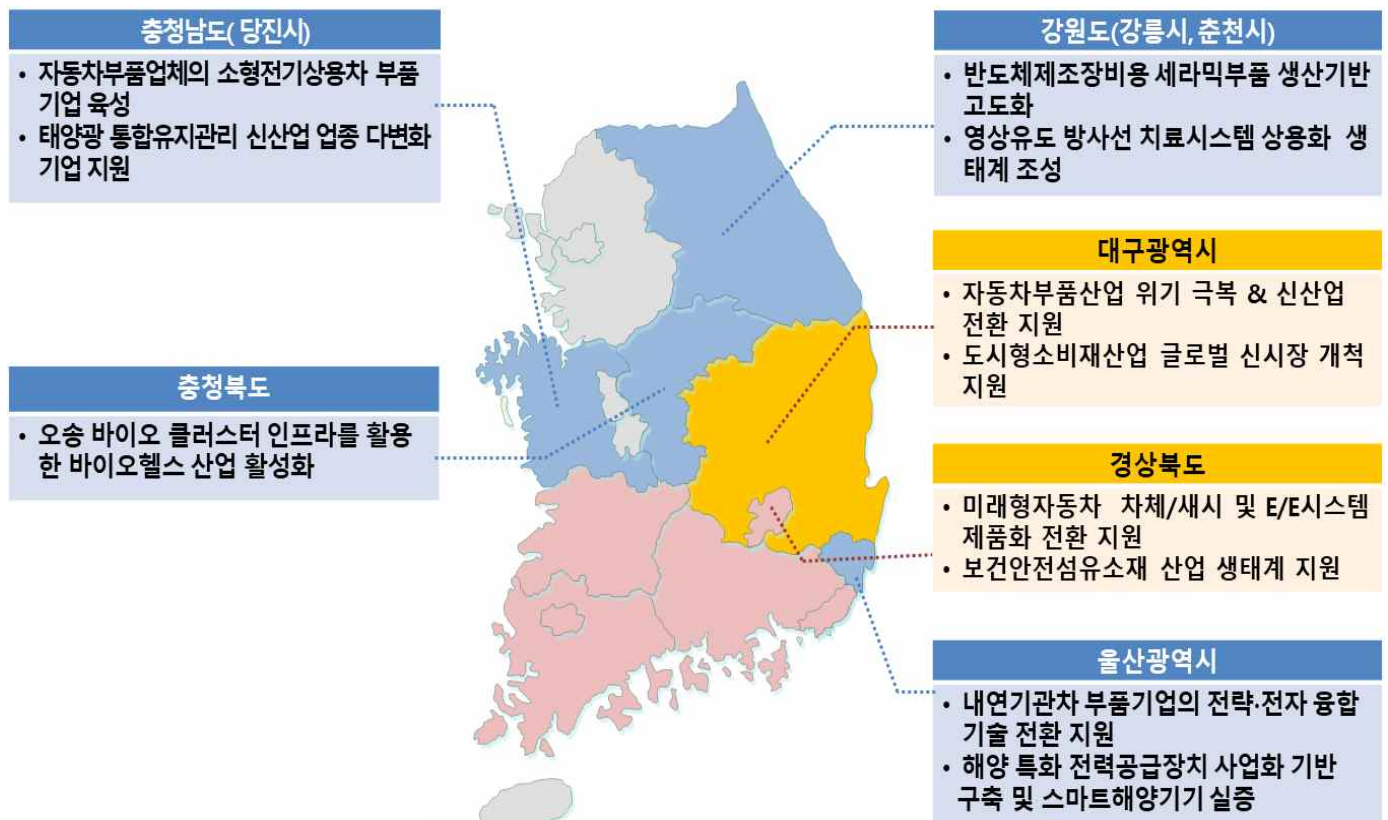 충청남도( 당진시)
• 자동차부품업체의 소형전기상용차 부품
기업 육성
• 태양광 통합유지관리 신산업 업종 다변화
기업 지원
충청북도
• 오송 바이오 클러스터 인프라를 활용
한 바이오헬스 산업 활성화
강원도(강릉시, 춘천시)
• 반도체제조장비용 세라믹부품 생산기반
고도화
• 영상유도 방사선 치료시스템 상용화 생
태계 조성
대구광역시
• 자동차부품산업 위기 극복 & 신산업
전환 지원
• 도시형소비재산업 글로벌 신시장 개척
지원
경상북도
• 미래형자동차 차체/섀시 및 E/E시스템
제품화 전환 지원
• 보건안전섬유소재 산업 생태계 지원
울산광역시
• 내연기관차 부품기업의 전략·전자 융합
기술 전환 지원
• 해양 특화 전력공급장치 사업화 기반
구축 및 스마트해양기기 실증